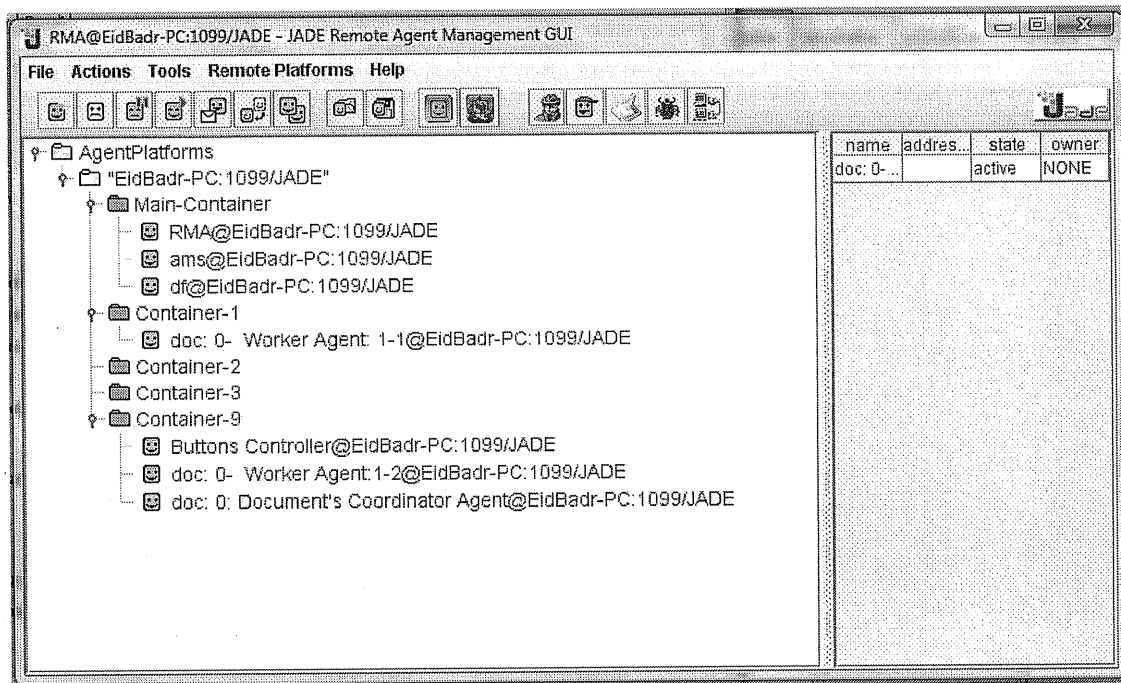 RMA@EidBadr-PC:1099/JADE - JADE Remote Agent Management GUI
File Actions Tools Remote Platforms Help
Jade
AgentPlatforms
"EidBadr-PC:1099/JADE"
Main-Container
RMA@EidBadr-PC:1099/JADE
ams@EidBadr-PC:1099/JADE
df@EidBadr-PC:1099/JADE
Container-1
doc: 0- Worker Agent: 1-1@EidBadr-PC:1099/JADE
Container-2
Container-3
Container-9
Buttons Controller@EidBadr-PC:1099/JADE
doc: 0- Worker Agent:1-2@EidBadr-PC:1099/JADE
doc: 0: Document's Coordinator Agent@EidBadr-PC:1099/JADE
name addres... state owner
doc: 0- ... active NONE